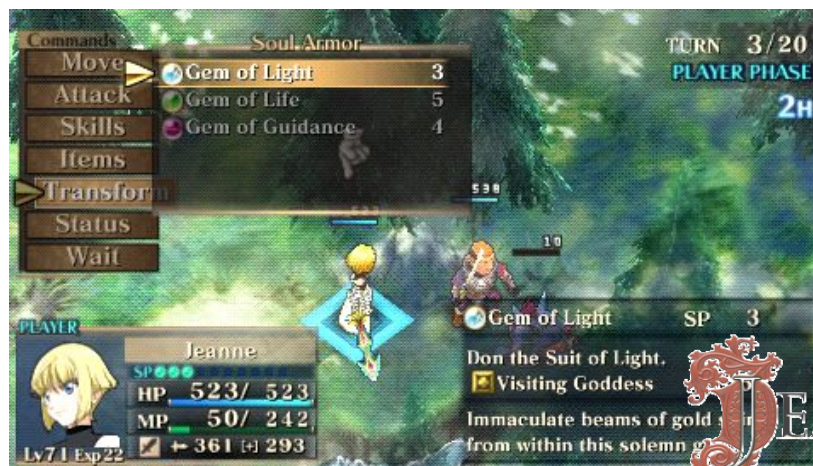 Commands
Move
Attack
Skills
Items
Transform
Status
Wait
Soul Armor
Gem of Light 3
Gem of Life 5
Gem of Guidance 4
TURN 3/20
PLAYER PHASE
2H
538
10
PLAYER
Jeanne
SP
HP 523/ 523
MP 50/ 242
361 [+] 293
Lv71 Exp22
Gem of Light SP 3
Don the Suit of Light.
Visiting Goddess
Immaculate beams of gold
from within this solemn
JEA